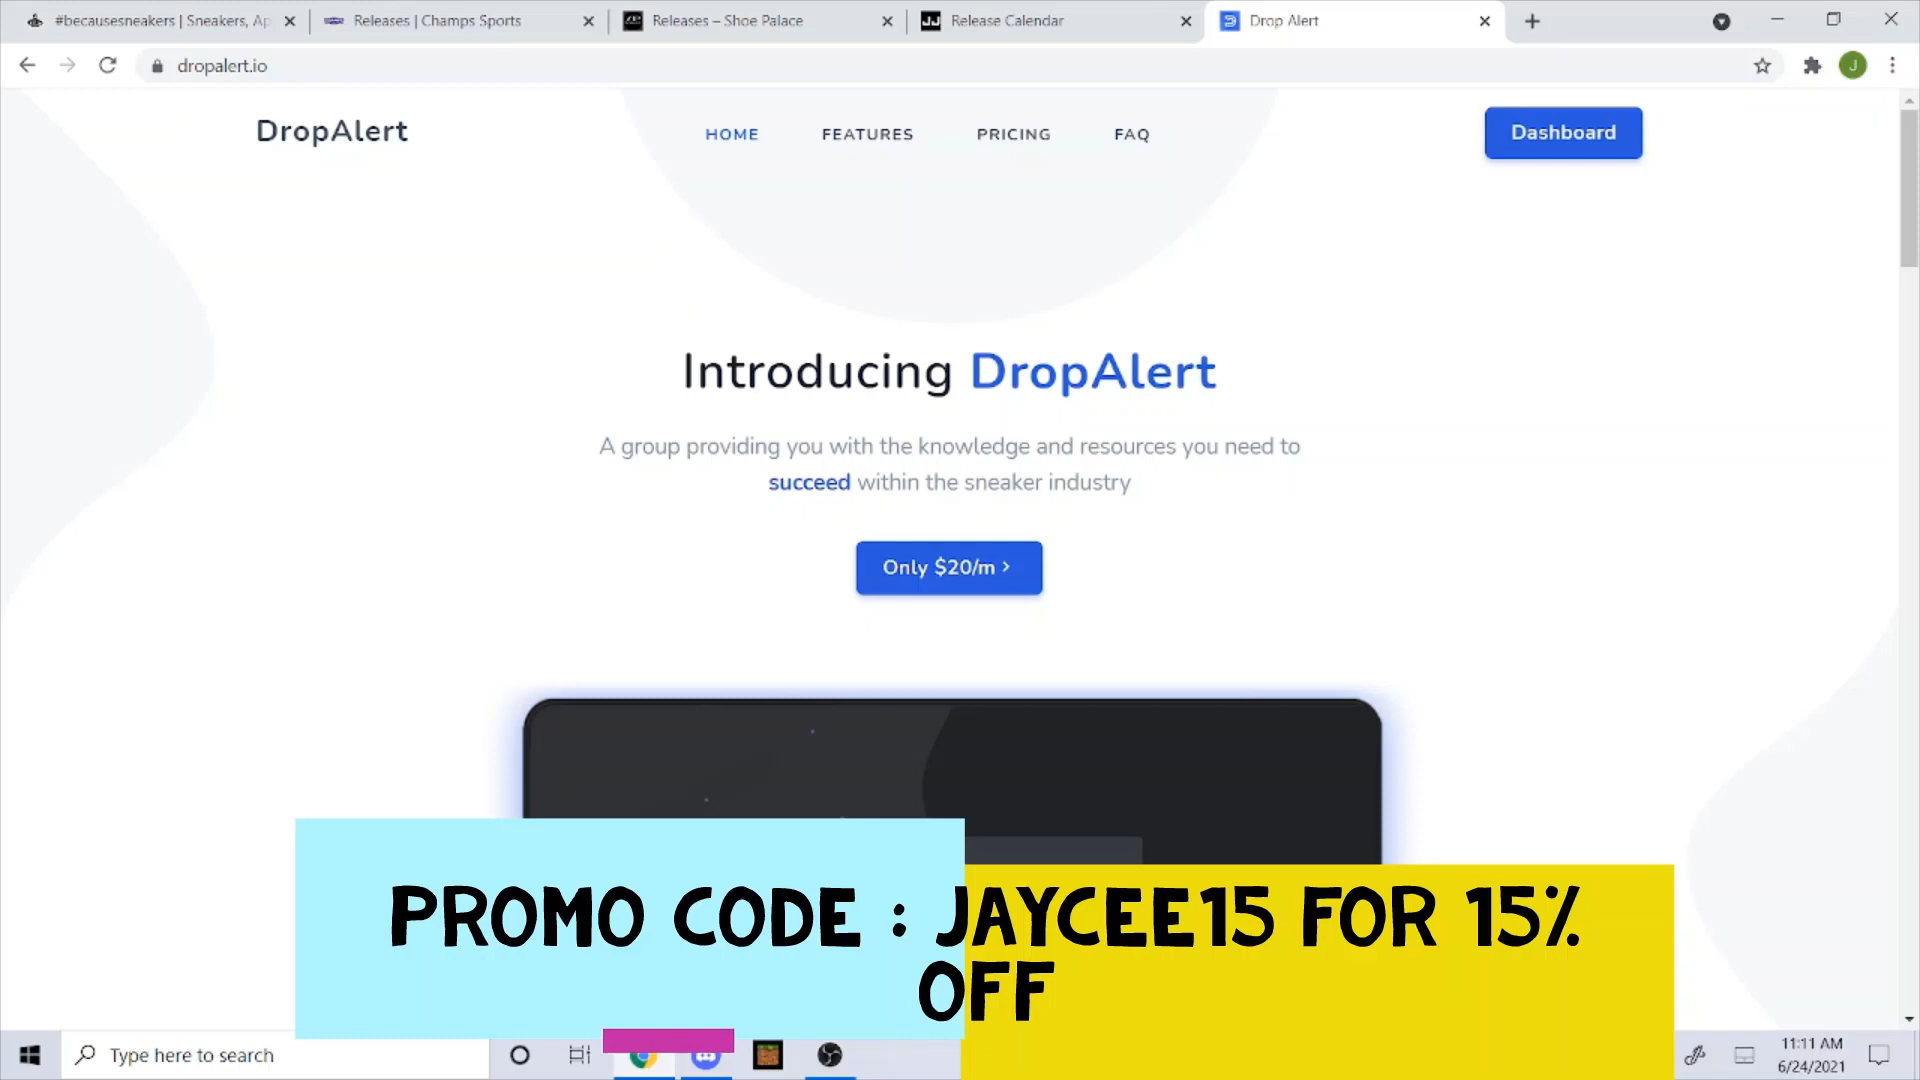 #becausesneakers | Sneakers, Ap
Releases | Champs Sports
Releases – Shoe Palace
Release Calendar
Drop Alert
dropalert.io
J
DropAlert
HOME
FEATURES
PRICING
FAQ
Dashboard
Introducing DropAlert
A group providing you with the knowledge and resources you need to
succeed within the sneaker industry
Only $20/m >
PROMO CODE : JAYCEE15 FOR 15%
OFF
Type here to search
11:11 AM
6/24/2021